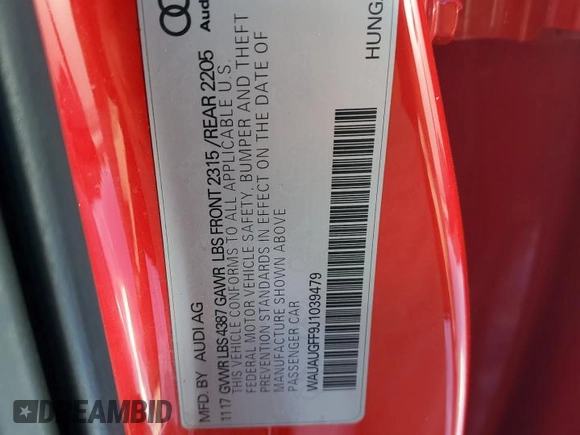 Audi
HUNGA
MFD. BY AUDI AG
11 17 GVWR LBS 4387 GAWR LBS FRONT 2315 / REAR 2205
THIS VEHICLE CONFORMS TO ALL APPLICABLE U.S.
FEDERAL MOTOR VEHICLE SAFETY, BUMPER AND THEFT
PREVENTION STANDARDS IN EFFECT ON THE DATE OF
MANUFACTURE SHOWN ABOVE
PASSENGER CAR
WAUAUGFF9J1039479
DREAMBID